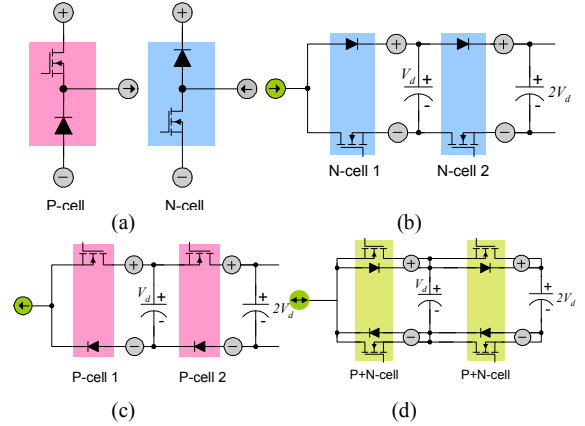 P-cell
N-cell
(a)
V_d
+
-
2V_d
+
-
N-cell 1
N-cell 2
(b)
V_d
+
-
2V_d
+
-
P-cell 1
P-cell 2
(c)
V_d
+
-
2V_d
+
-
P+N-cell
P+N-cell
(d)